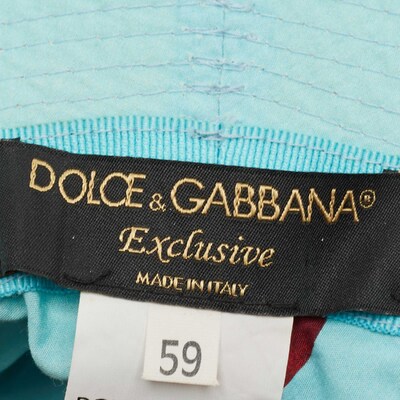 DOLCE & GABBANA®
Exclusive
MADE IN ITALY
59